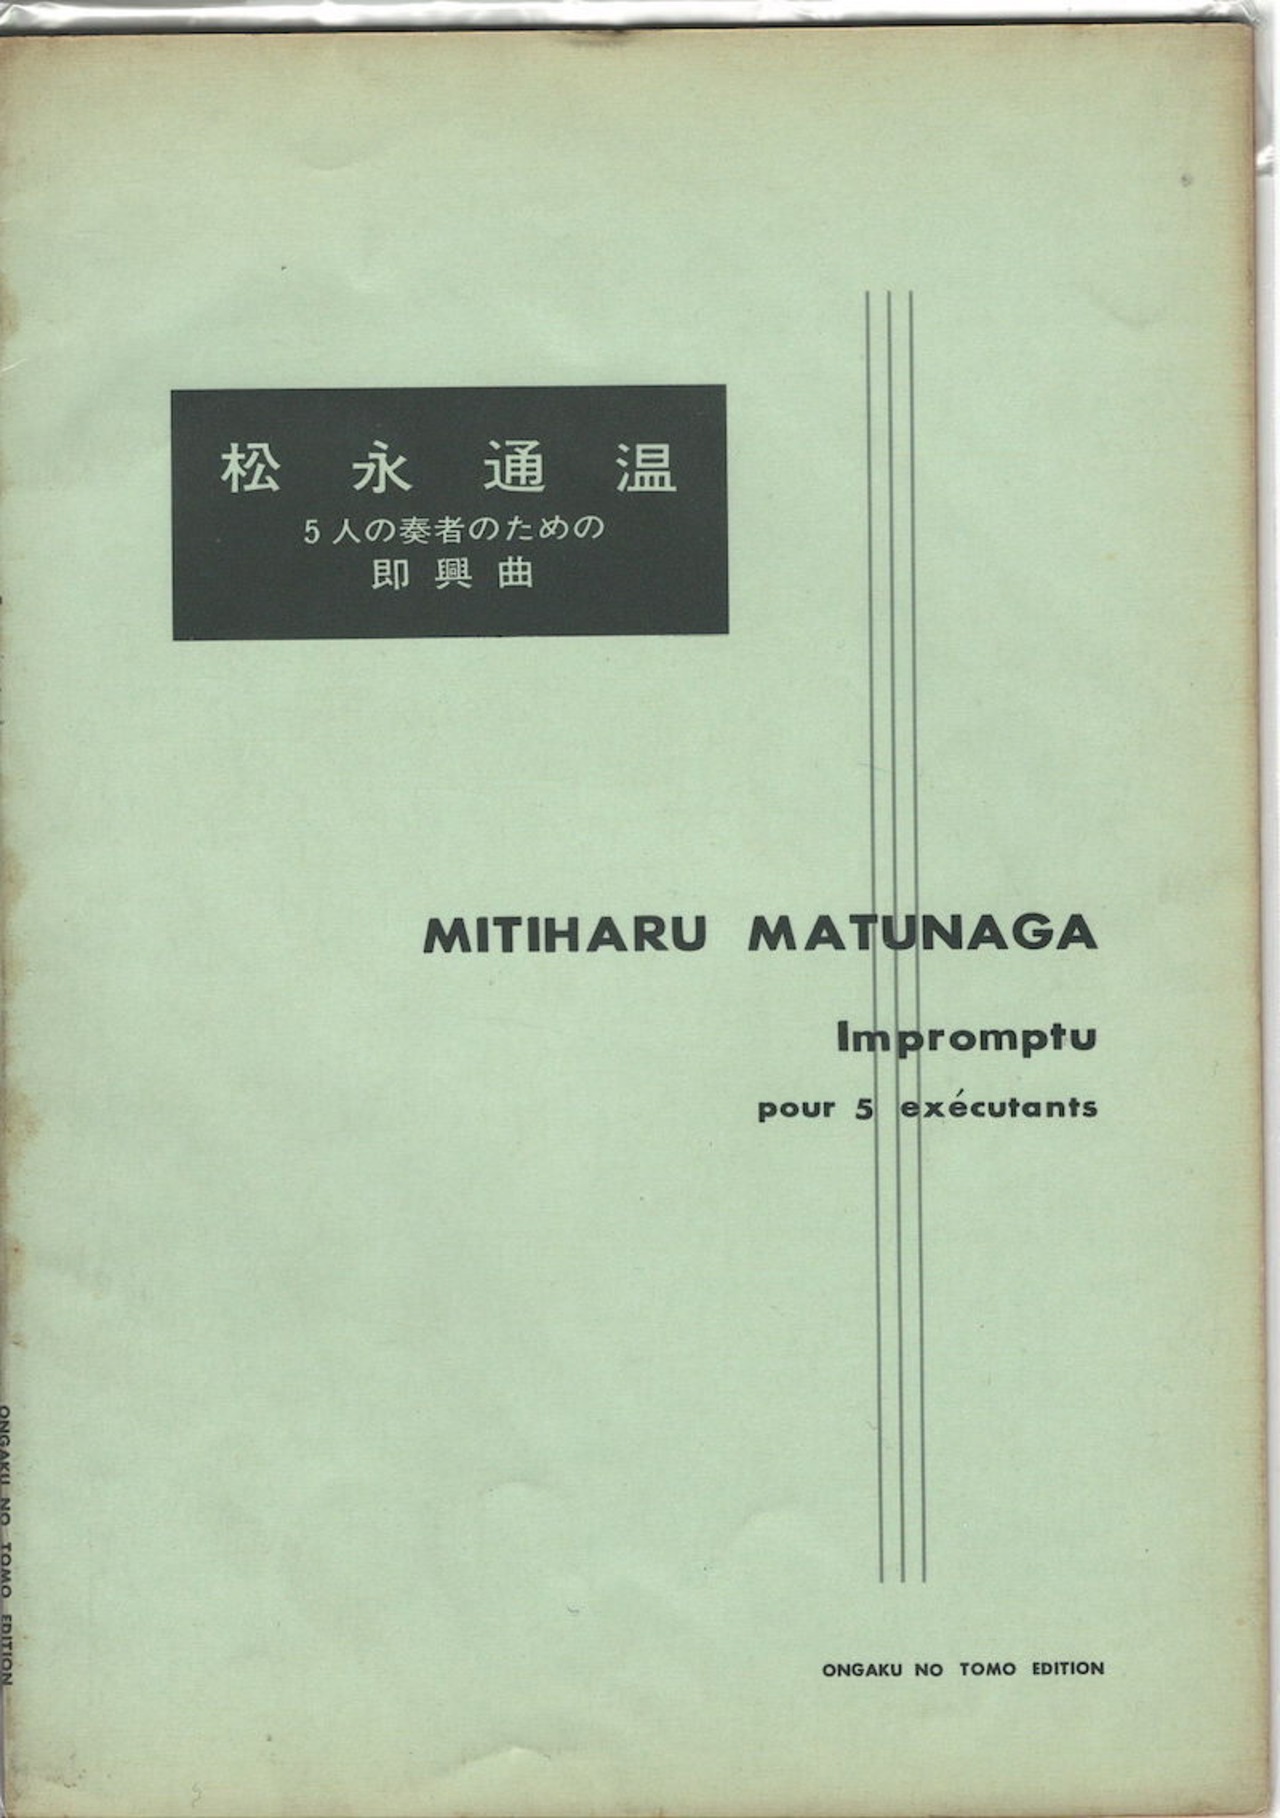 松永通温
5人の奏者のための
即興曲
MITIHARU MATUNAGA
Impromptu
pour 5 exécutants
ONGAKU NO TOMO EDITION
ONGAKU NO TOMO EDITION